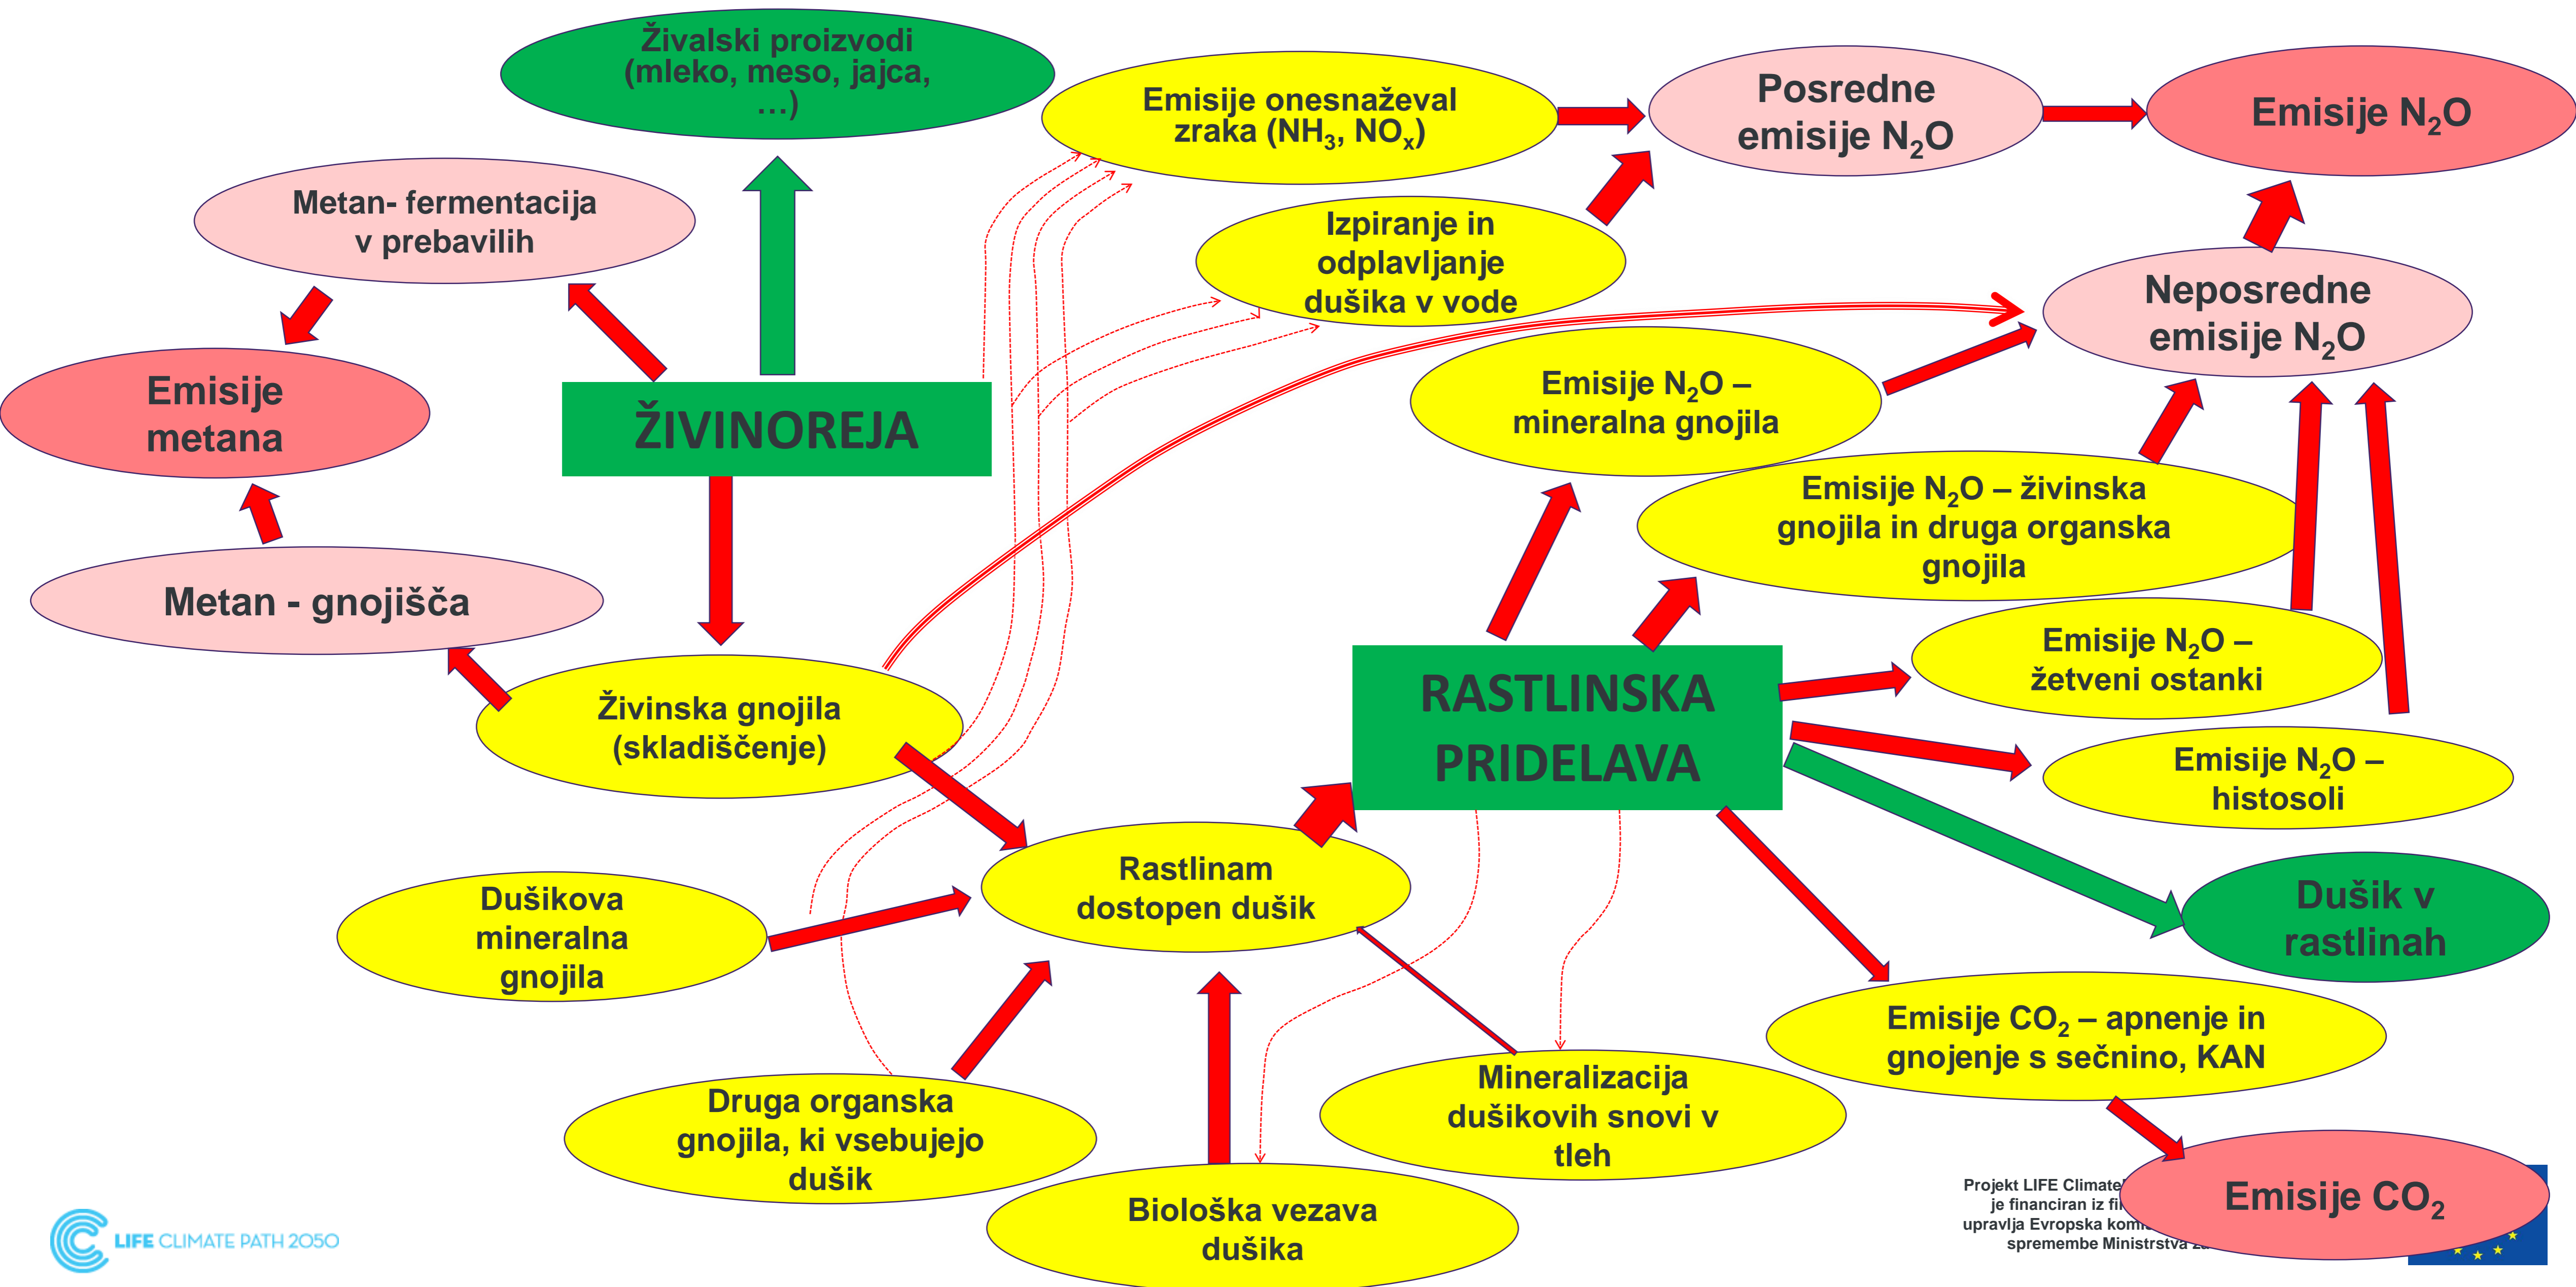 Živalski proizvodi
(mleko, meso, jajca,
…)
Emisije onesnaževal
zraka (NH₃, NOₓ)
Posredne
emisije N₂O
Emisije N₂O
Metan- fermentacija
v prebavilih
Izpiranje in
odplavljanje
dušika v vode
Neposredne
emisije N₂O
Emisije
metana
ŽIVINOREJA
Emisije N₂O –
mineralna gnojila
Emisije N₂O – živinska
gnojila in druga organska
gnojila
Metan - gnojišča
Emisije N₂O –
žetveni ostanki
Živinska gnojila
(skladiščenje)
RASTLINSKA
PRIDELAVA
Emisije N₂O –
histosoli
Rastlinam
dostopen dušik
Dušikova
mineralna
gnojila
Dušik v
rastlinah
Emisije CO₂ – apnenje in
gnojenje s sečnino, KAN
Druga organska
gnojila, ki vsebujejo
dušik
Mineralizacija
dušikovih snovi v
tleh
Biološka vezava
dušika
Emisije CO₂
LIFE CLIMATE PATH 2050
Projekt LIFE Climate
je financiran iz
upravlja Evropska
spremembe Ministrstva